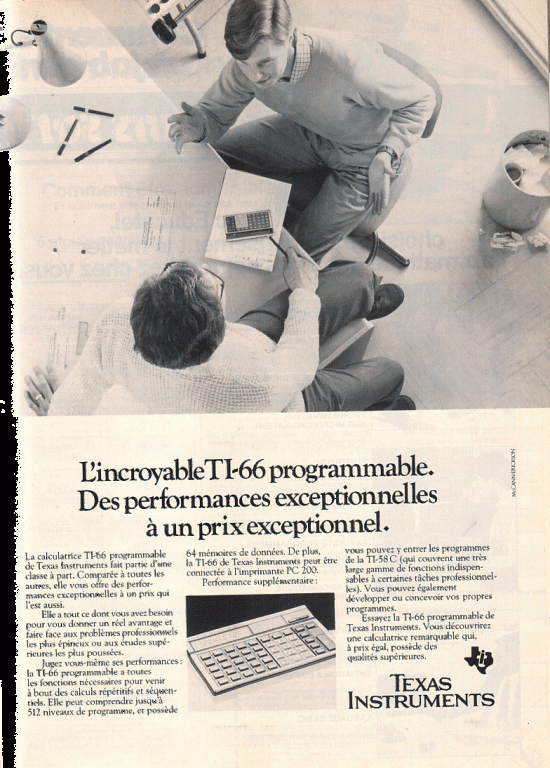 McCANN-ERICKSON
L'incroyable TI-66 programmable.
Des performances exceptionnelles
à un prix exceptionnel.
La calculatrice TI-66 programmable
de Texas Instruments fait partie d'une
classe à part. Comparée à toutes les
autres, elle vous offre des perfor-
mances exceptionnelles à un prix qui
l'est aussi.
Elle a tout ce dont vous avez besoin
pour vous donner un réel avantage et
faire face aux problèmes professionnels
les plus épineux ou aux études supé-
rieures les plus poussées.
Jugez vous-même ses performances:
la TI-66 programmable a toutes
les fonctions nécessaires pour venir
à bout des calculs répétitifs et séquen-
tiels. Elle peut comprendre jusqu'à
512 niveaux de programme, et possède
64 mémoires de données. De plus,
la TI-66 de Texas Instruments peut être
connectée à l'imprimante PC 200.
Performance supplémentaire:
vous pouvez y entrer les programmes
de la TI-58 C (qui couvrent une très
large gamme de fonctions indispen-
sables à certaines tâches professionnel-
les). Vous pouvez également
développer ou concevoir vos propres
programmes.
Essayez la TI-66 programmable de
Texas Instruments. Vous découvrirez
une calculatrice remarquable qui,
à prix égal, possède des
qualités supérieures.
TEXAS
INSTRUMENTS